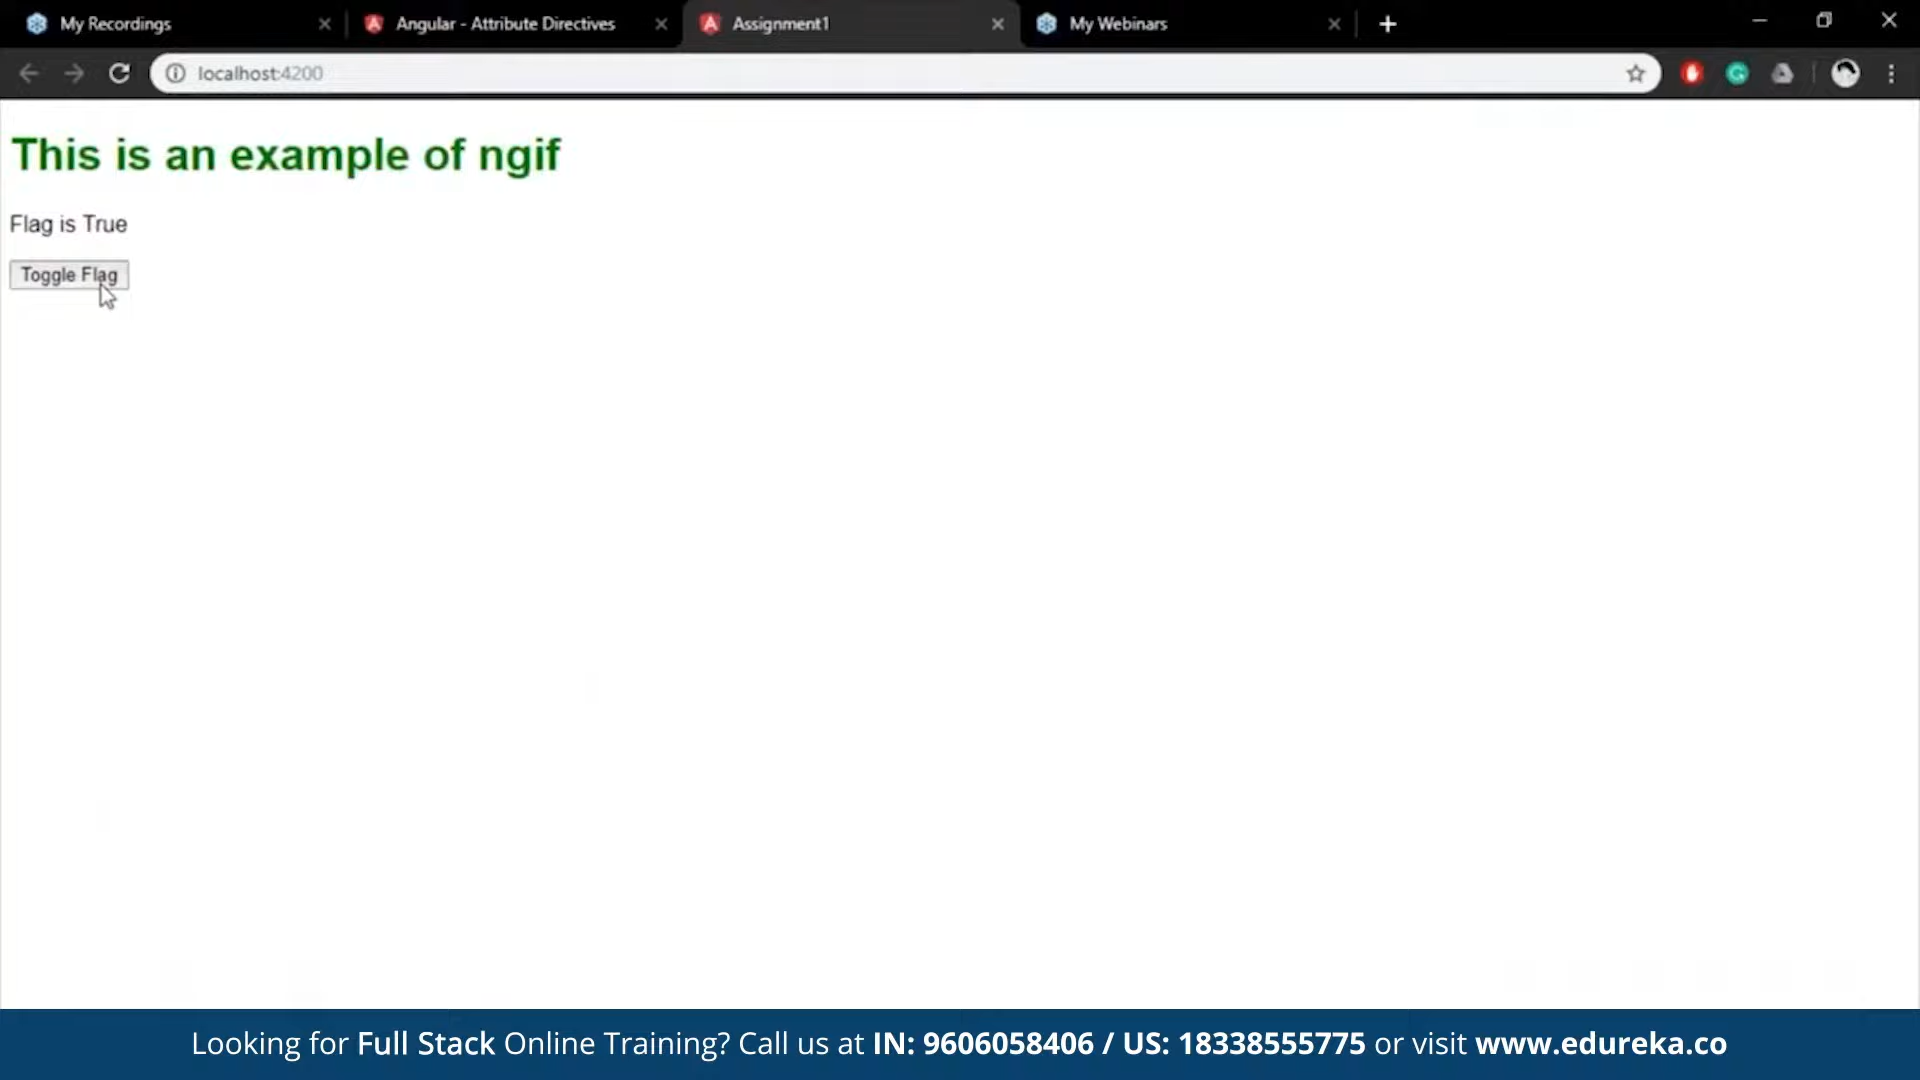 My Recordings
Angular - Attribute Directives
Assignment1
My Webinars
localhost:4200
This is an example of ngif
Flag is True
Toggle Flag
Looking for Full Stack Online Training? Call us at IN: 9606058406 / US: 18338555775 or visit www.edureka.co